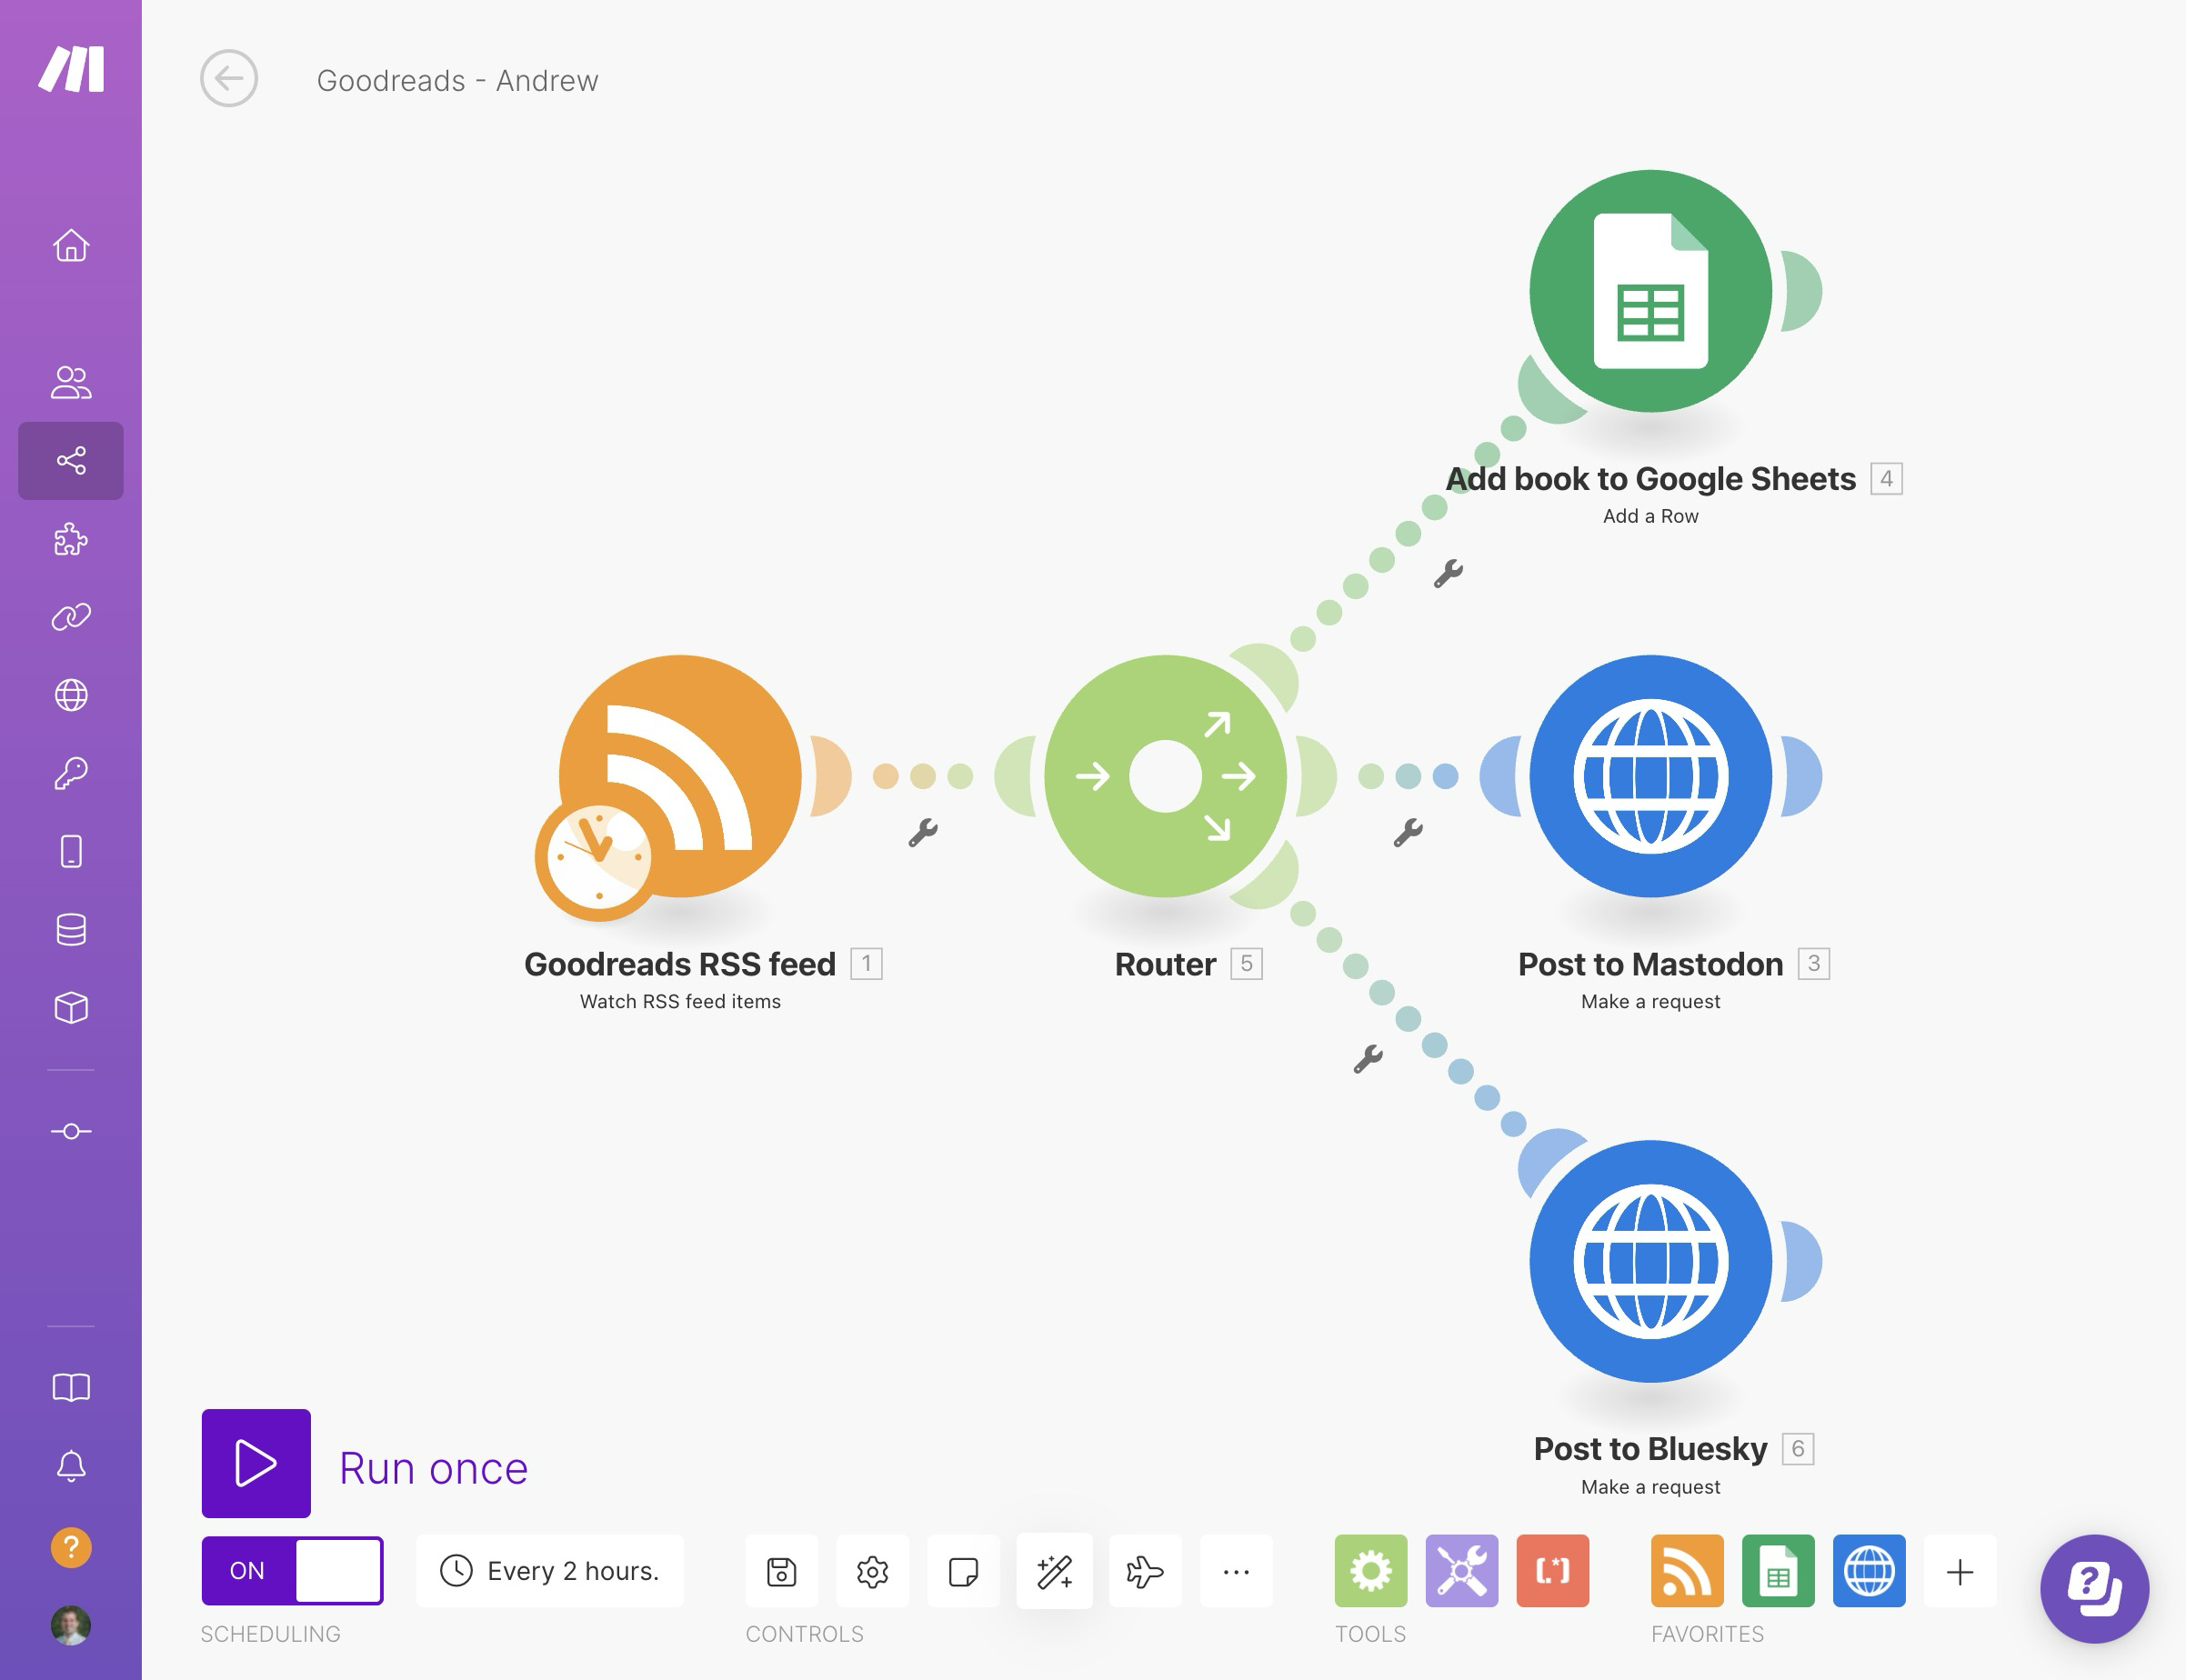 Goodreads - Andrew
Add book to Google Sheets 4
Add a Row
Goodreads RSS feed 1
Watch RSS feed items
Router 5
Post to Mastodon 3
Make a request
Post to Bluesky 6
Make a request
Run once
ON
Every 2 hours.
SCHEDULING
CONTROLS
TOOLS
FAVORITES